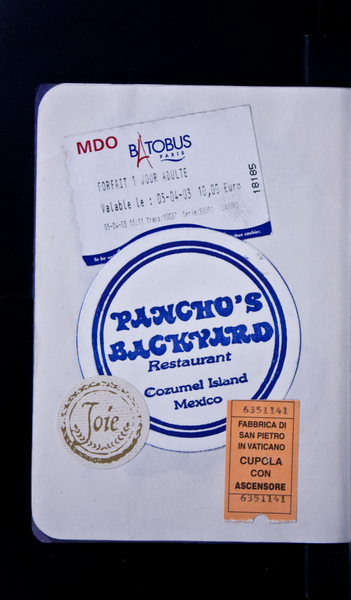 MDO BATOBUS
PARIS
FORFAIT 1 JOUR ADULTE
Valable le : 05-04-03 10,00 Euro
18185
PANCHO'S
BACKYARD
Restaurant
Cozumel Island
Mexico
Joie
6351141
FABBRICA DI
SAN PIETRO
IN VATICANO
CUPOLA
CON
ASCENSORE
6351141